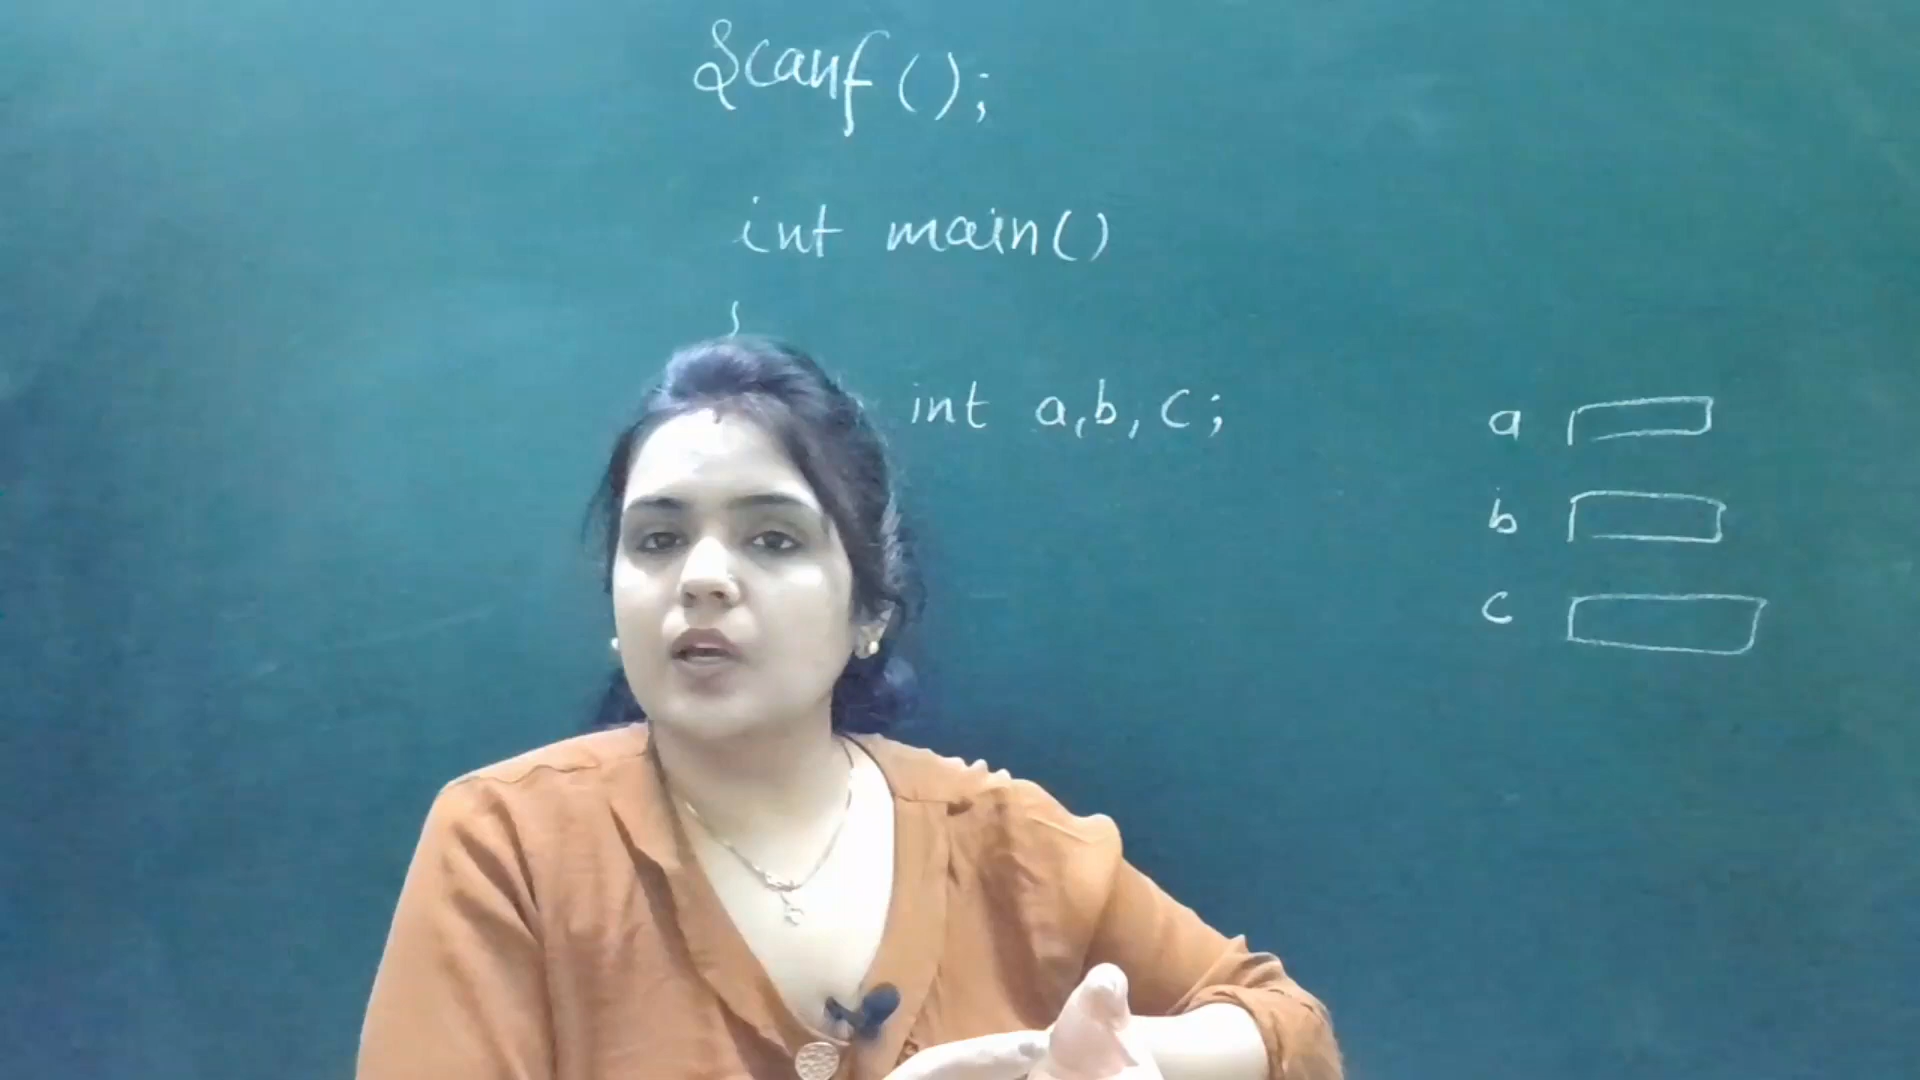 Scanf();
int main()
{
int a,b,c;
a
b
c